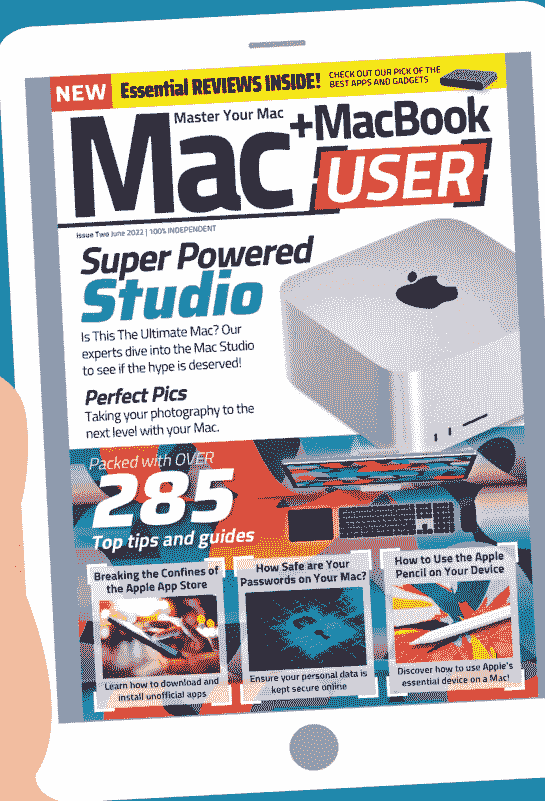 NEW
Essential REVIEWS INSIDE!
CHECK OUT OUR PICK OF THE
BEST APPS AND GADGETS
Master Your Mac
Mac
+MacBook
USER
Issue Two June 2022 | 100% INDEPENDENT
Super Powered
Studio
Is This The Ultimate Mac? Our
experts dive into the Mac Studio
to see if the hype is deserved!
Perfect Pics
Taking your photography to the
next level with your Mac.
Packed with OVER
285
Top tips and guides
Breaking the Confines of
the Apple App Store
Learn how to download and
install unofficial apps
How Safe are Your
Passwords on Your Mac?
Ensure your personal data is
kept secure online
How to Use the Apple
Pencil on Your Device
Discover how to use Apple's
essential device on a Mac!